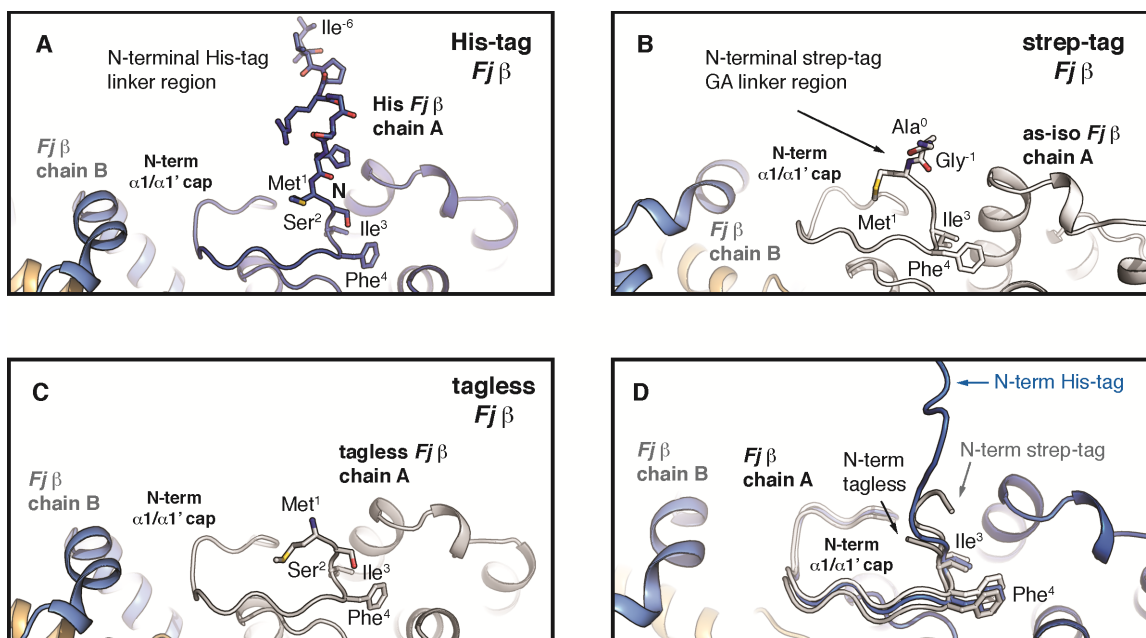 A
Ile-6
His-tag
Fj β
N-terminal His-tag
linker region
His Fj β
chain A
Fj β
chain B
N-term
α1/α1' cap
Met1
N
Ser2
Ile3
Phe4
B
strep-tag
Fj β
N-terminal strep-tag
GA linker region
Ala0
Gly-1
as-iso Fj β
chain A
N-term
α1/α1' cap
Fj β
chain B
Met1
Ile3
Phe4
C
tagless
Fj β
tagless Fj β
chain A
Fj β
chain B
N-term
α1/α1' cap
Met1
Ser2
Ile3
Phe4
D
N-term His-tag
Fj β
chain B
Fj β
chain A
N-term
tagless
N-term strep-tag
N-term
α1/α1' cap
Ile3
Phe4